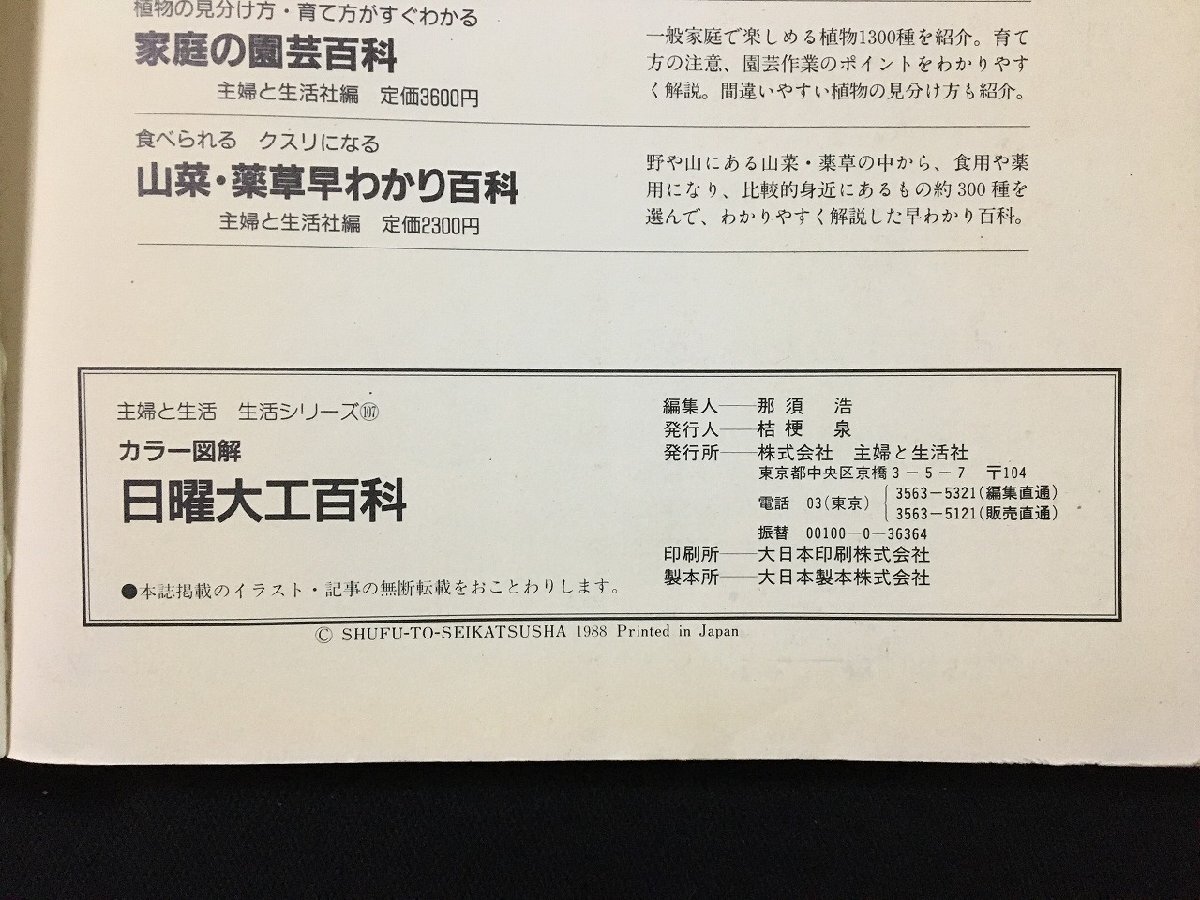 植物の見分け方・育て方がすぐわかる
家庭の園芸百科
主婦と生活社編 定価3600円
一般家庭で楽しめる植物1300種を紹介。育て
方の注意、園芸作業のポイントをわかりやす
く解説。間違いやすい植物の見分け方も紹介。
食べられる クスリになる
山菜・薬草早わかり百科
主婦と生活社編 定価2300円
野や山にある山菜・薬草の中から、食用や薬
用になり、比較的身近にあるもの約300種を
選んで、わかりやすく解説した早わかり百科。
主婦と生活 生活シリーズ107
カラー図解
日曜大工百科
●本誌掲載のイラスト・記事の無断転載をおことわりします。
編集人──那須 浩
発行人──桔梗 泉
発行所──株式会社 主婦と生活社
東京都中央区京橋3-5-7 〒104
電話 03(東京) 3563-5321(編集直通)
3563-5121(販売直通)
振替 00100-0-36364
印刷所──大日本印刷株式会社
製本所──大日本製本株式会社
© SHUFU-TO-SEIKATSUSHA 1988 Printed in Japan